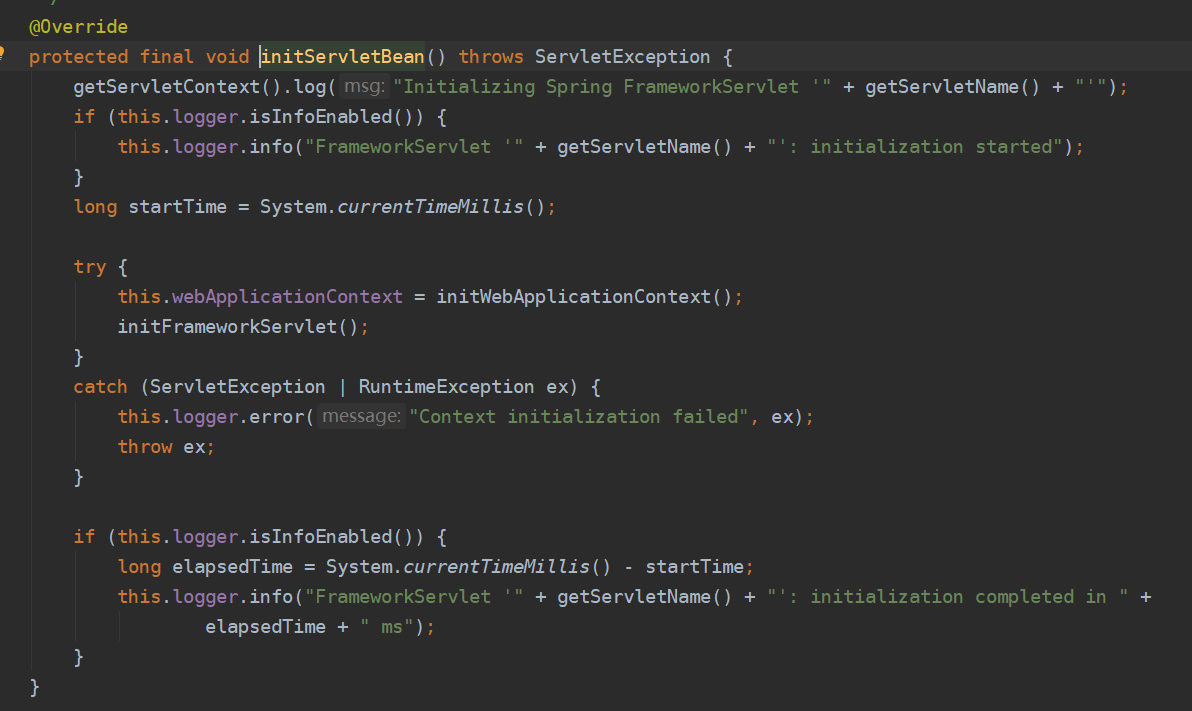 @Override
protected final void initServletBean() throws ServletException {
getServletContext().log( msg: "Initializing Spring FrameworkServlet '" + getServletName() + "'");
if (this.logger.isInfoEnabled()) {
this.logger.info("FrameworkServlet '" + getServletName() + "': initialization started");
}
long startTime = System.currentTimeMillis();
try {
this.webApplicationContext = initWebApplicationContext();
initFrameworkServlet();
}
catch (ServletException | RuntimeException ex) {
this.logger.error( message: "Context initialization failed", ex);
throw ex;
}
if (this.logger.isInfoEnabled()) {
long elapsedTime = System.currentTimeMillis() - startTime;
this.logger.info("FrameworkServlet '" + getServletName() + "': initialization completed in " +
elapsedTime + " ms");
}
}